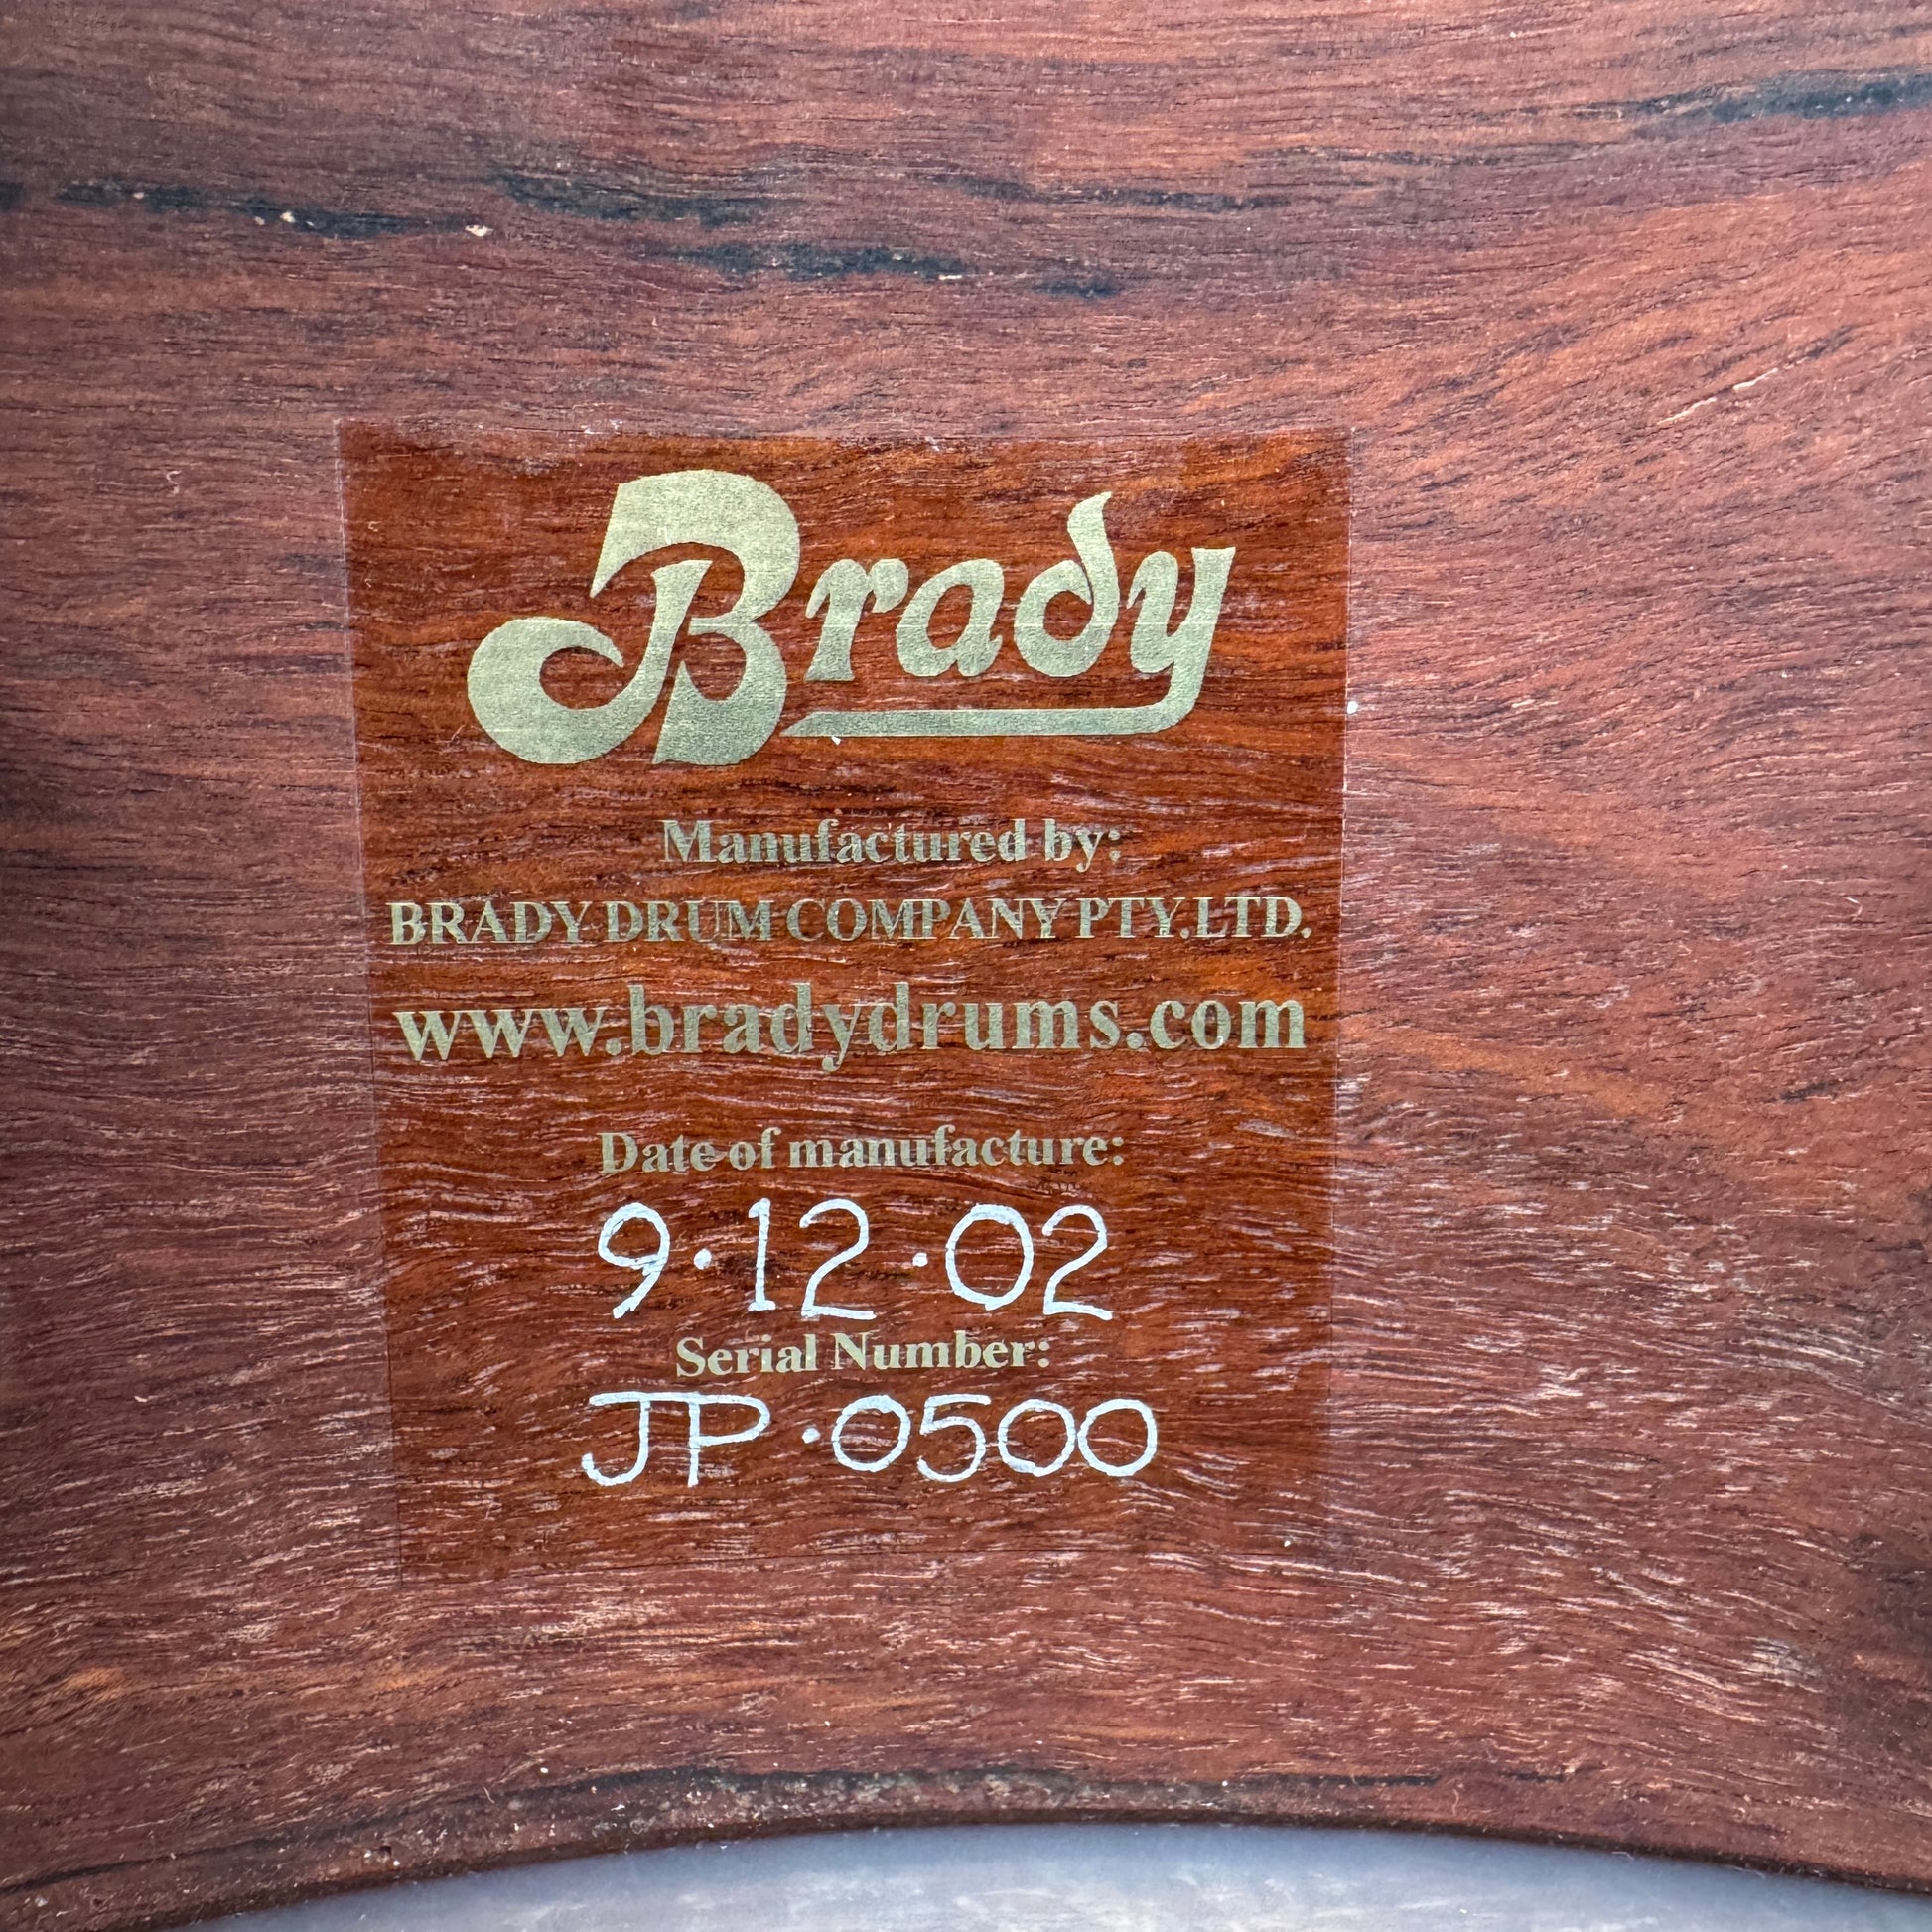 Brady
Manufactured by:
BRADY DRUM COMPANY PTY.LTD.
www.bradydrums.com
Date of manufacture:
9·12·02
Serial Number:
JP·0500